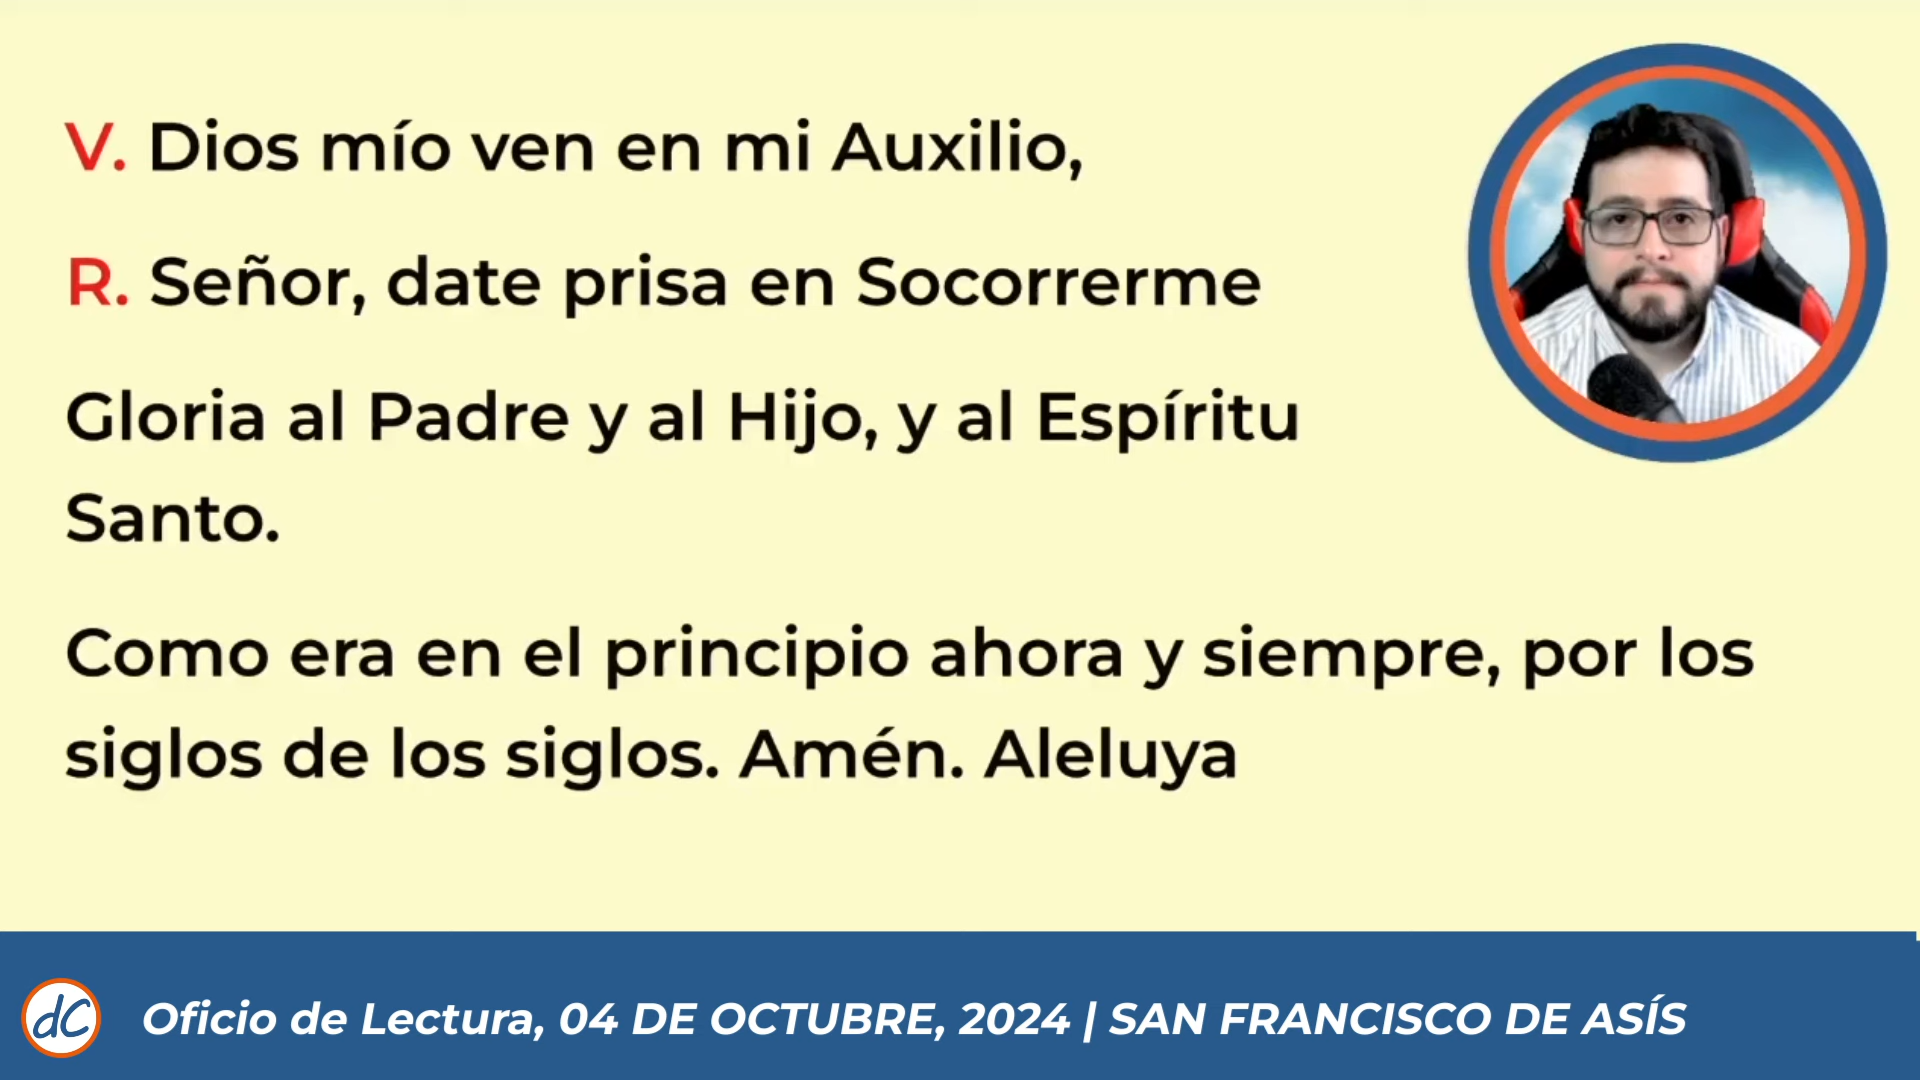 V. Dios mío ven en mi Auxilio,
R. Señor, date prisa en Socorrerme
Gloria al Padre y al Hijo, y al Espíritu
Santo.
Como era en el principio ahora y siempre, por los
siglos de los siglos. Amén. Aleluya
dC
Oficio de Lectura, 04 DE OCTUBRE, 2024 | SAN FRANCISCO DE ASÍS